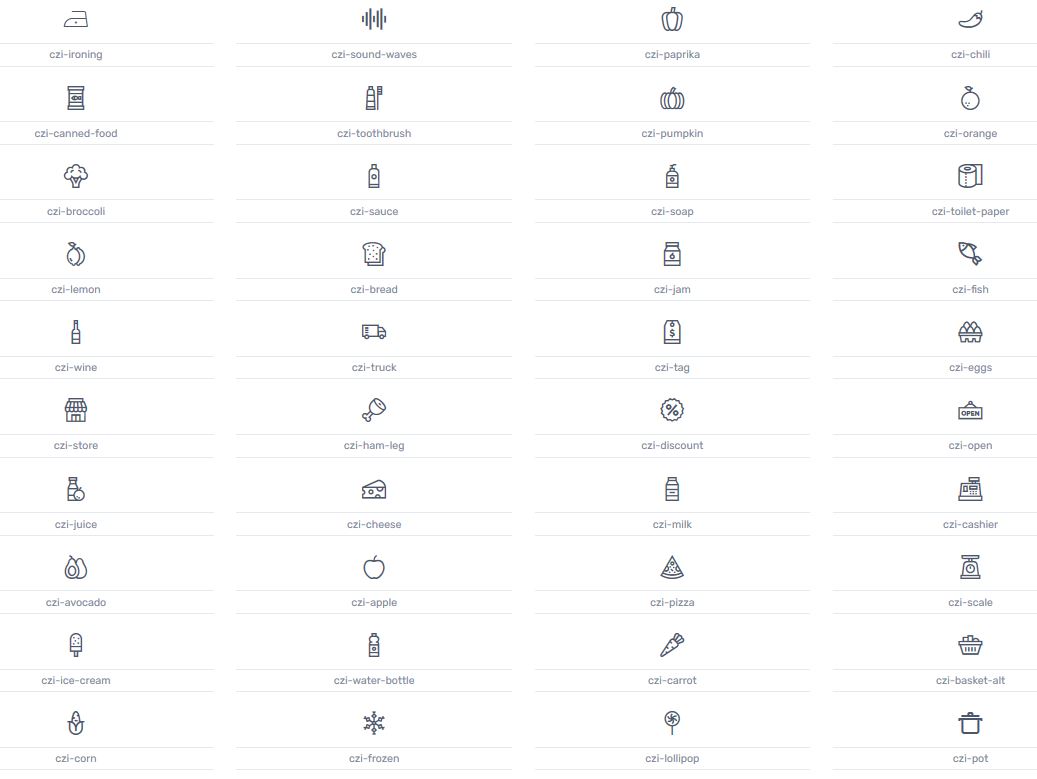 czi-ironing
czi-sound-waves
czi-paprika
czi-chili
czi-canned-food
czi-toothbrush
czi-pumpkin
czi-orange
czi-broccoli
czi-sauce
czi-soap
czi-toilet-paper
czi-lemon
czi-bread
czi-jam
czi-fish
$
czi-wine
czi-truck
czi-tag
czi-eggs
%
OPEN
czi-store
czi-ham-leg
czi-discount
czi-open
czi-juice
czi-cheese
czi-milk
czi-cashier
czi-avocado
czi-apple
czi-pizza
czi-scale
czi-ice-cream
czi-water-bottle
czi-carrot
czi-basket-alt
czi-corn
czi-frozen
czi-lollipop
czi-pot